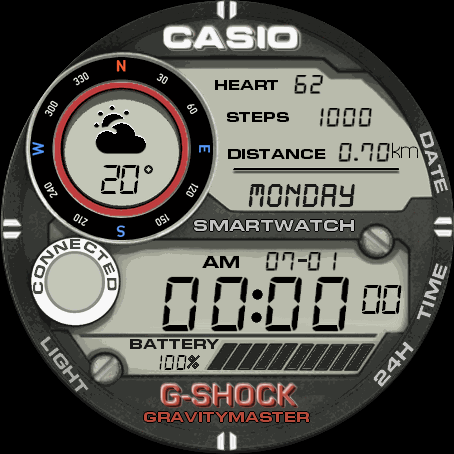 CASIO
N
330
30
300
60
W
E
240
120
210
150
S
20°
HEART 62
STEPS 1000
DISTANCE 0.70km
MONDAY
DATE
SMARTWATCH
CONNECTED
AM 07-01
00:00 00
TIME
BATTERY
100%
LIGHT
24H
G-SHOCK
GRAVITYMASTER